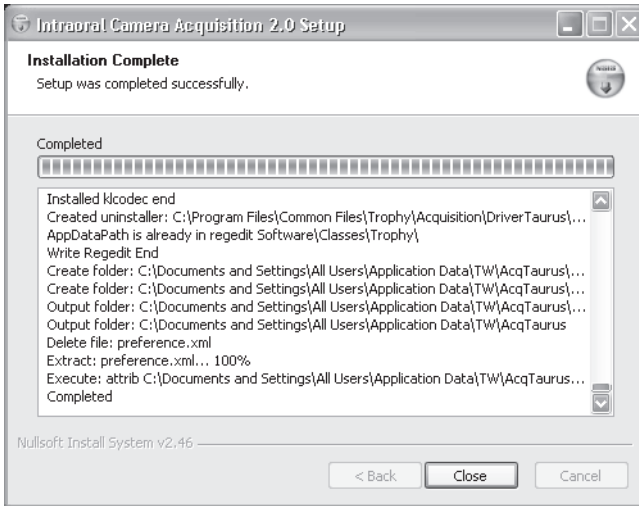 Intraoral Camera Acquisition 2.0 Setup
Installation Complete
Setup was completed successfully.
Completed
Installed klcodec end
Created uninstaller: C:\Program Files\Common Files\Trophy\Acquisition\DriverTaurus\...
AppDataPath is already in regedit Software\Classes\Trophy\
Write Regedit End
Create folder: C:\Documents and Settings\All Users\Application Data\TW\AcqTaurus\...
Create folder: C:\Documents and Settings\All Users\Application Data\TW\AcqTaurus\...
Output folder: C:\Documents and Settings\All Users\Application Data\TW\AcqTaurus\...
Output folder: C:\Documents and Settings\All Users\Application Data\TW\AcqTaurus
Delete file: preference.xml
Extract: preference.xml... 100%
Execute: attrib C:\Documents and Settings\All Users\Application Data\TW\AcqTaurus...
Completed
Nullsoft Install System v2.46
< Back Close Cancel